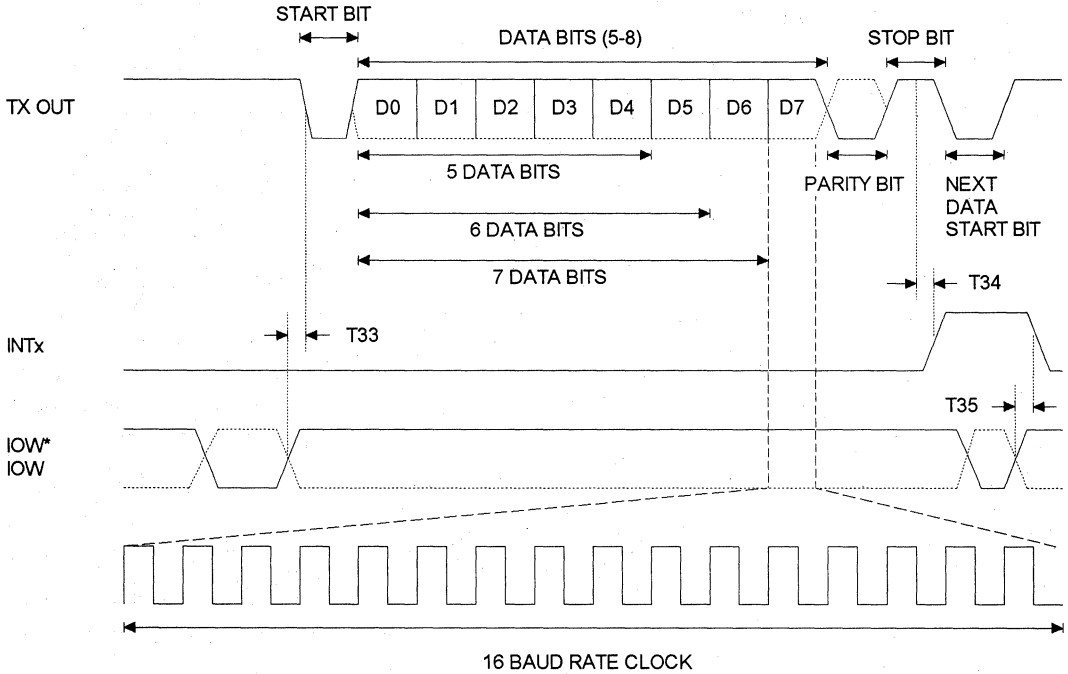 START BIT
DATA BITS (5-8)
STOP BIT
TX OUT
D0 D1 D2 D3 D4 D5 D6 D7
5 DATA BITS
PARITY BIT
NEXT
DATA
START BIT
6 DATA BITS
7 DATA BITS
T34
T33
INTx
T35
IOW*
IOW
16 BAUD RATE CLOCK